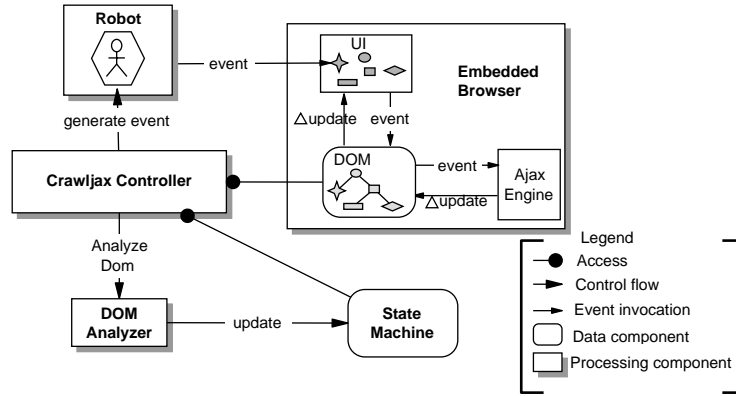 Robot
UI
event
Embedded
Browser
generate event
△update
event
DOM
event
Ajax
Engine
△update
Crawljax Controller
Analyze
Dom
Legend
Access
Control flow
Event invocation
Data component
Processing component
DOM
Analyzer
update
State
Machine